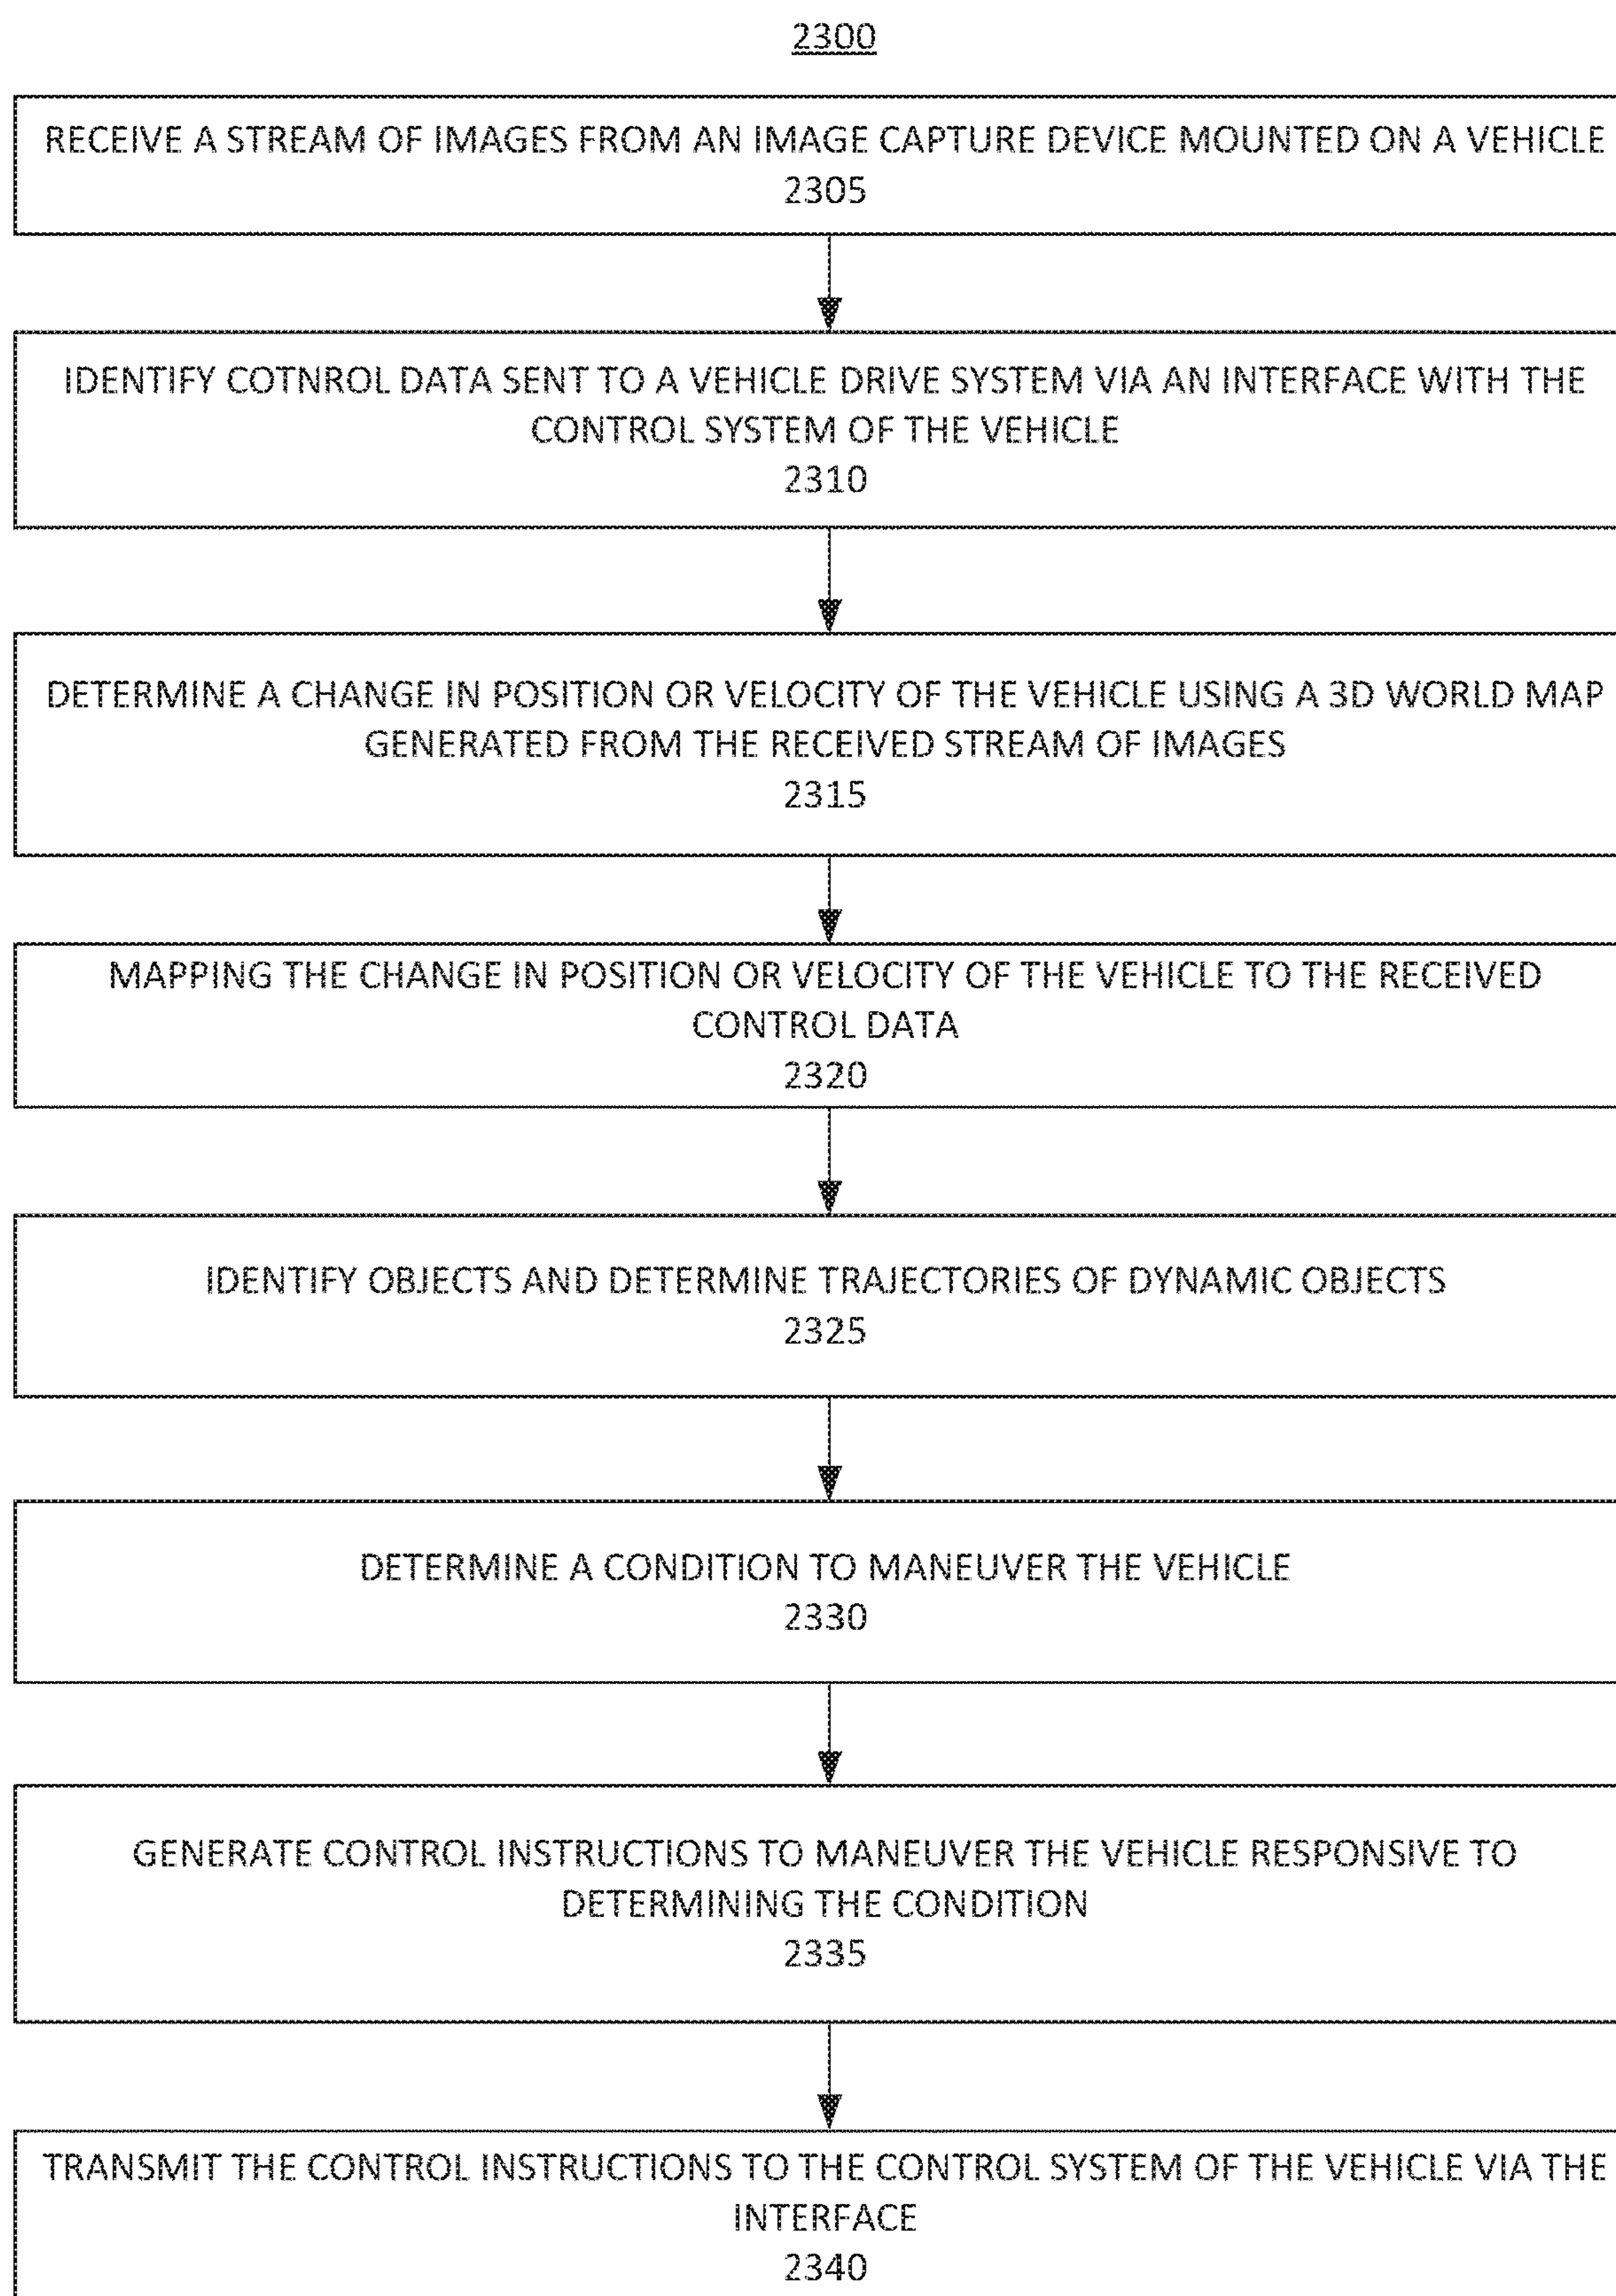 2300
RECEIVE A STREAM OF IMAGES FROM AN IMAGE CAPTURE DEVICE MOUNTED ON A VEHICLE
2305
IDENTIFY COTNROL DATA SENT TO A VEHICLE DRIVE SYSTEM VIA AN INTERFACE WITH THE
CONTROL SYSTEM OF THE VEHICLE
2310
DETERMINE A CHANGE IN POSITION OR VELOCITY OF THE VEHICLE USING A 3D WORLD MAP
GENERATED FROM THE RECEIVED STREAM OF IMAGES
2315
MAPPING THE CHANGE IN POSITION OR VELOCITY OF THE VEHICLE TO THE RECEIVED
CONTROL DATA
2320
IDENTIFY OBJECTS AND DETERMINE TRAJECTORIES OF DYNAMIC OBJECTS
2325
DETERMINE A CONDITION TO MANEUVER THE VEHICLE
2330
GENERATE CONTROL INSTRUCTIONS TO MANEUVER THE VEHICLE RESPONSIVE TO
DETERMINING THE CONDITION
2335
TRANSMIT THE CONTROL INSTRUCTIONS TO THE CONTROL SYSTEM OF THE VEHICLE VIA THE
INTERFACE
2340